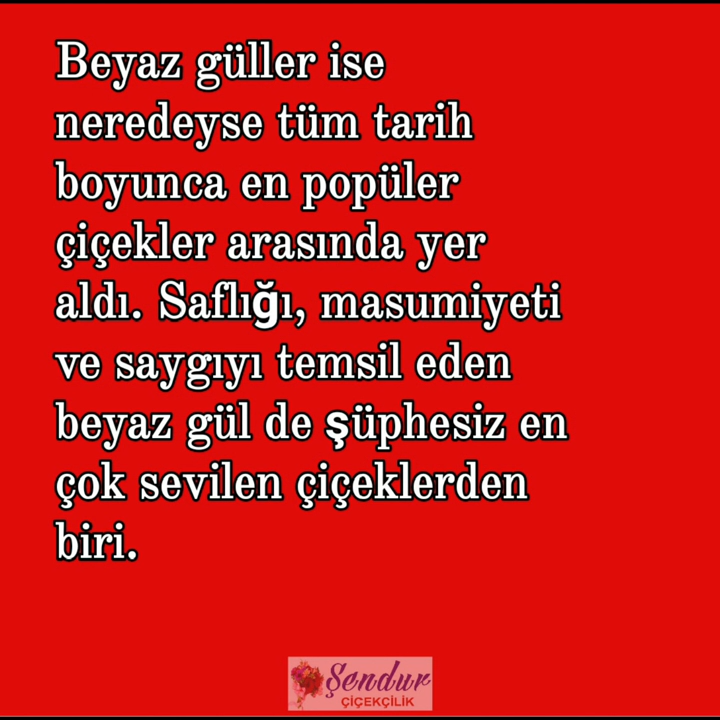 Beyaz güller ise
neredeyse tüm tarih
boyunca en popüler
çiçekler arasında yer
aldı. Saflığı, masumiyeti
ve saygıyı temsil eden
beyaz gül de şüphesiz en
çok sevilen çiçeklerden
biri.
Şendur
ÇİÇEKÇİLİK